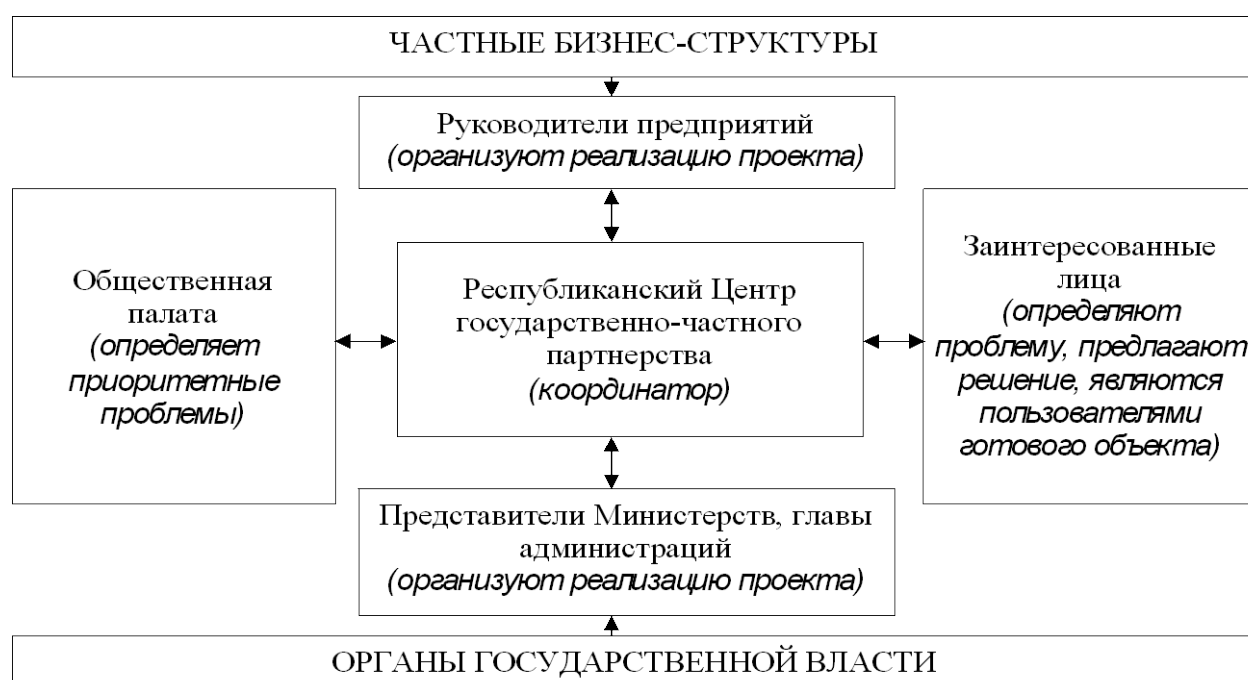 ЧАСТНЫЕ БИЗНЕС-СТРУКТУРЫ
Руководители предприятий
(организуют реализацию проекта)
Общественная
палата
(определяет
приоритетные
проблемы)
Республиканский Центр
государственно-частного
партнерства
(координатор)
Заинтересованные
лица
(определяют
проблему, предлагают
решение, являются
пользователями
готового объекта)
Представители Министерств, главы
администраций
(организуют реализацию проекта)
ОРГАНЫ ГОСУДАРСТВЕННОЙ ВЛАСТИ